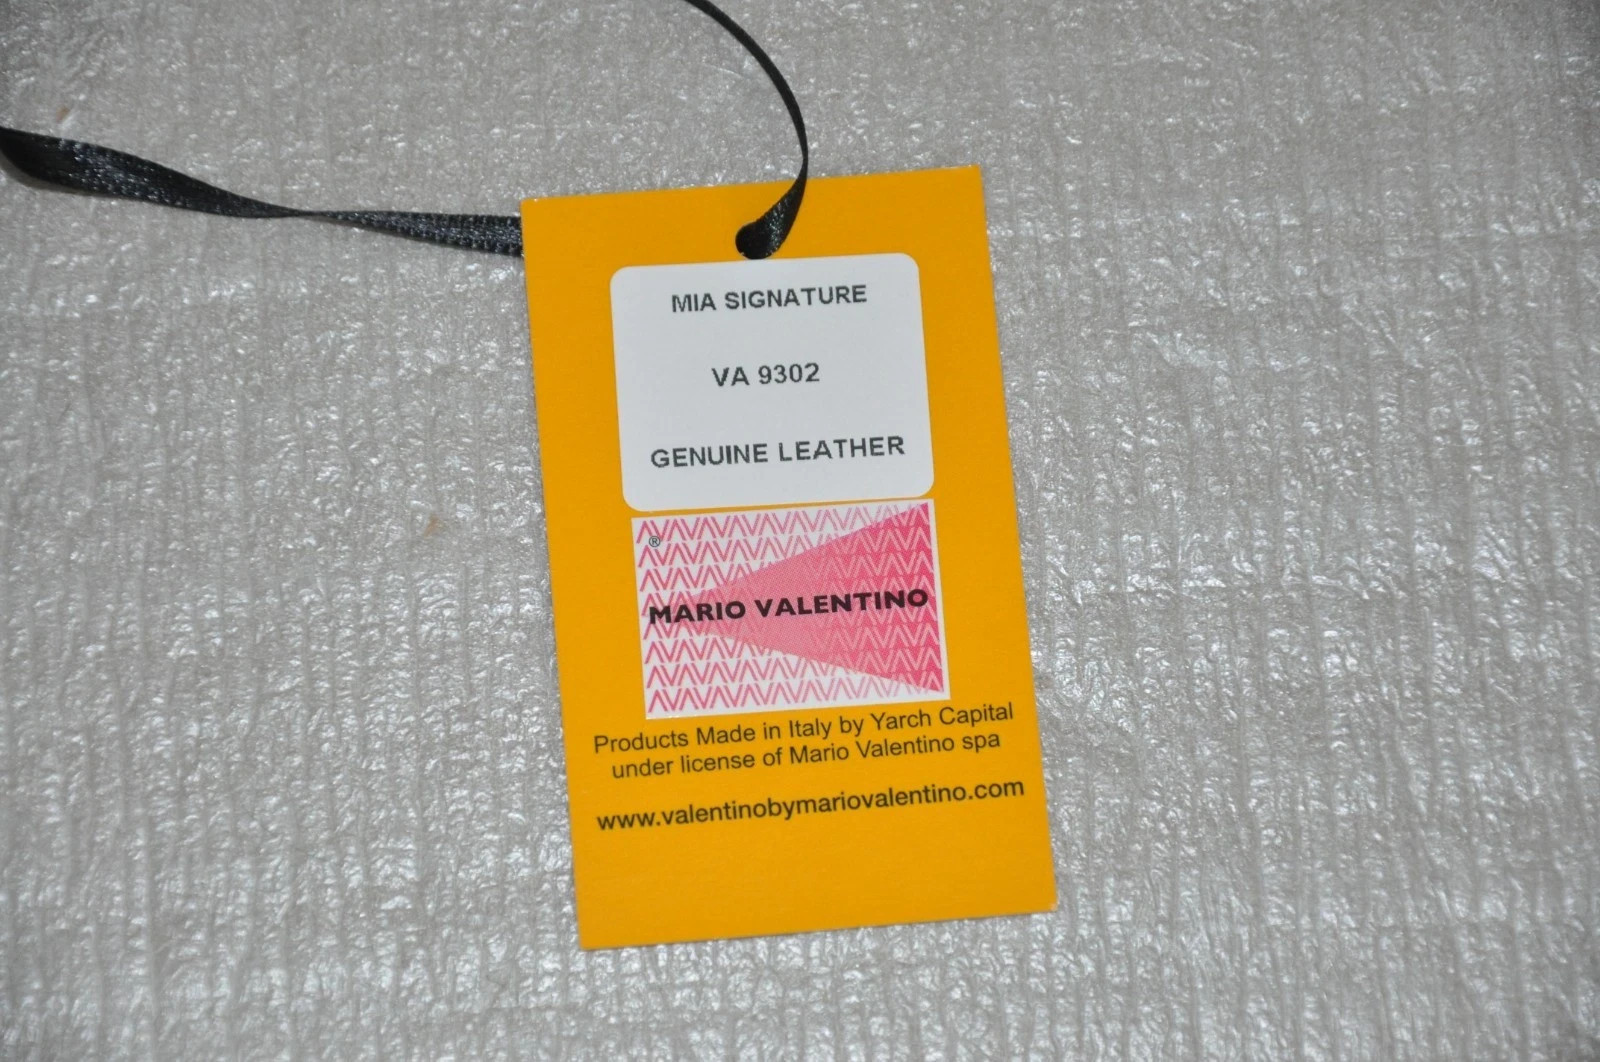 MIA SIGNATURE
VA 9302
GENUINE LEATHER
®
MARIO VALENTINO
Products Made in Italy by Yarch Capital
under license of Mario Valentino spa
www.valentinobymariovalentino.com